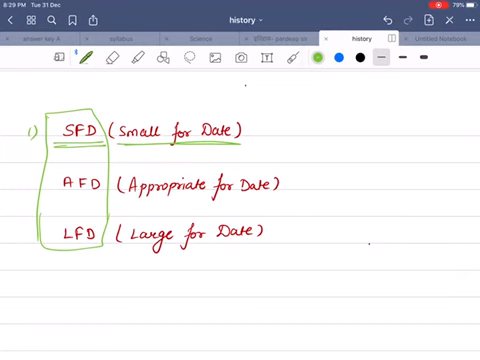 8:29 PM Tue 31 Dec
79%
history
answer key A
syllabus
Science
history
Untitled Notebook
1) SFD (Small for Date)
AFD (Appropriate for Date)
LFD (Large for Date)